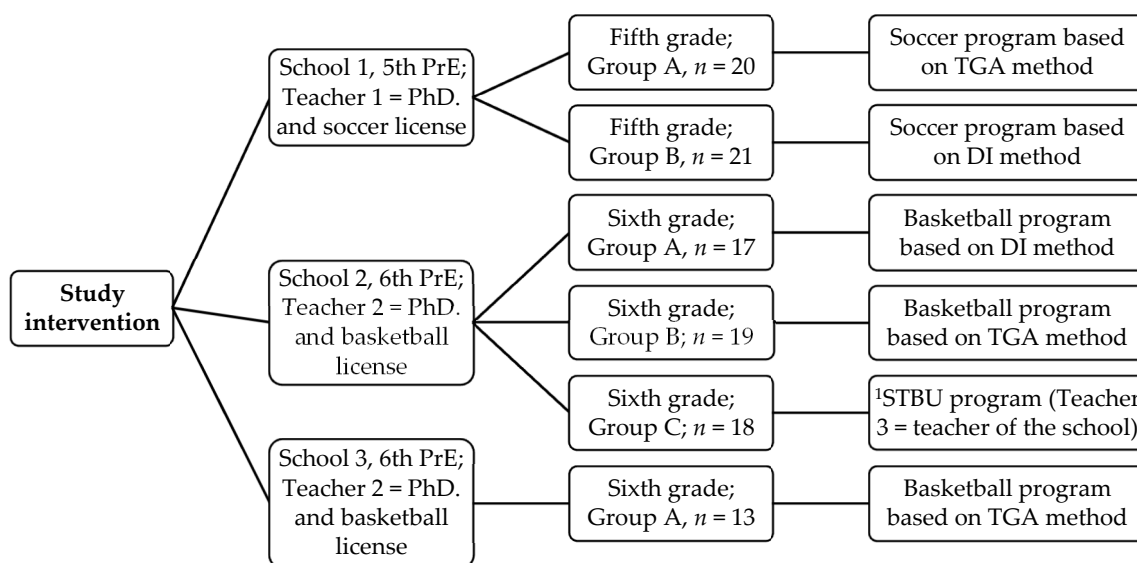 Study
intervention
School 1, 5th PrE;
Teacher 1 = PhD.
and soccer license
Fifth grade;
Group A, n = 20
Soccer program based
on TGA method
Fifth grade;
Group B, n = 21
Soccer program based
on DI method
School 2, 6th PrE;
Teacher 2 = PhD.
and basketball
license
Sixth grade;
Group A, n = 17
Basketball program
based on DI method
Sixth grade;
Group B; n = 19
Basketball program
based on TGA method
Sixth grade;
Group C; n = 18
¹STBU program (Teacher
3 = teacher of the school)
School 3, 6th PrE;
Teacher 2 = PhD.
and basketball
license
Sixth grade;
Group A, n = 13
Basketball program
based on TGA method